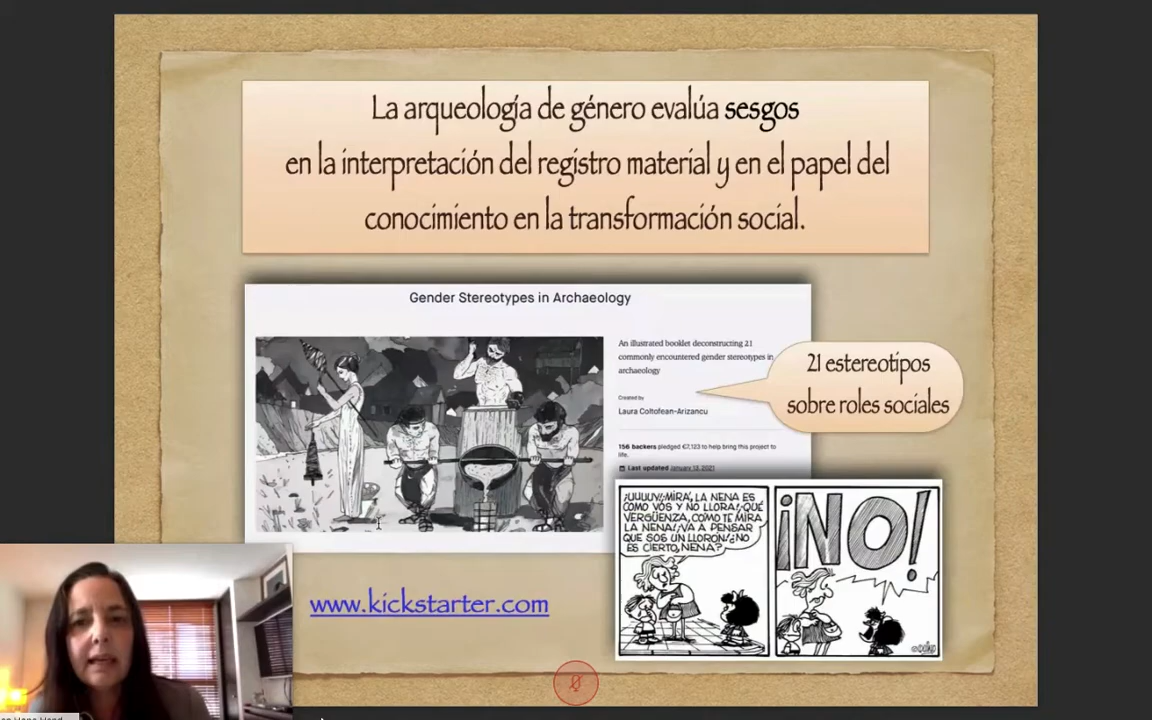 La arqueología de género evalúa sesgos
en la interpretación del registro material y en el papel del
conocimiento en la transformación social.
Gender Stereotypes in Archaeology
An illustrated booklet deconstructing 21
commonly encountered gender stereotypes in
archaeology
Created by
Laura Coltofean-Arizancu
156 backers pledged €7,123 to help bring this project to
life.
Last updated January 12, 2021
21 estereotipos
sobre roles sociales
¡UUUUY!¡MIRÁ, LA NENA ES
COMO VOS Y NO LLORA!¡QUÉ
VERGÜENZA, CÓMO TE MIRA
LA NENA!¡VA A PENSAR
QUE SOS UN LLORÓN!¿NO
ES CIERTO, NENA?
¡NO!
www.kickstarter.com